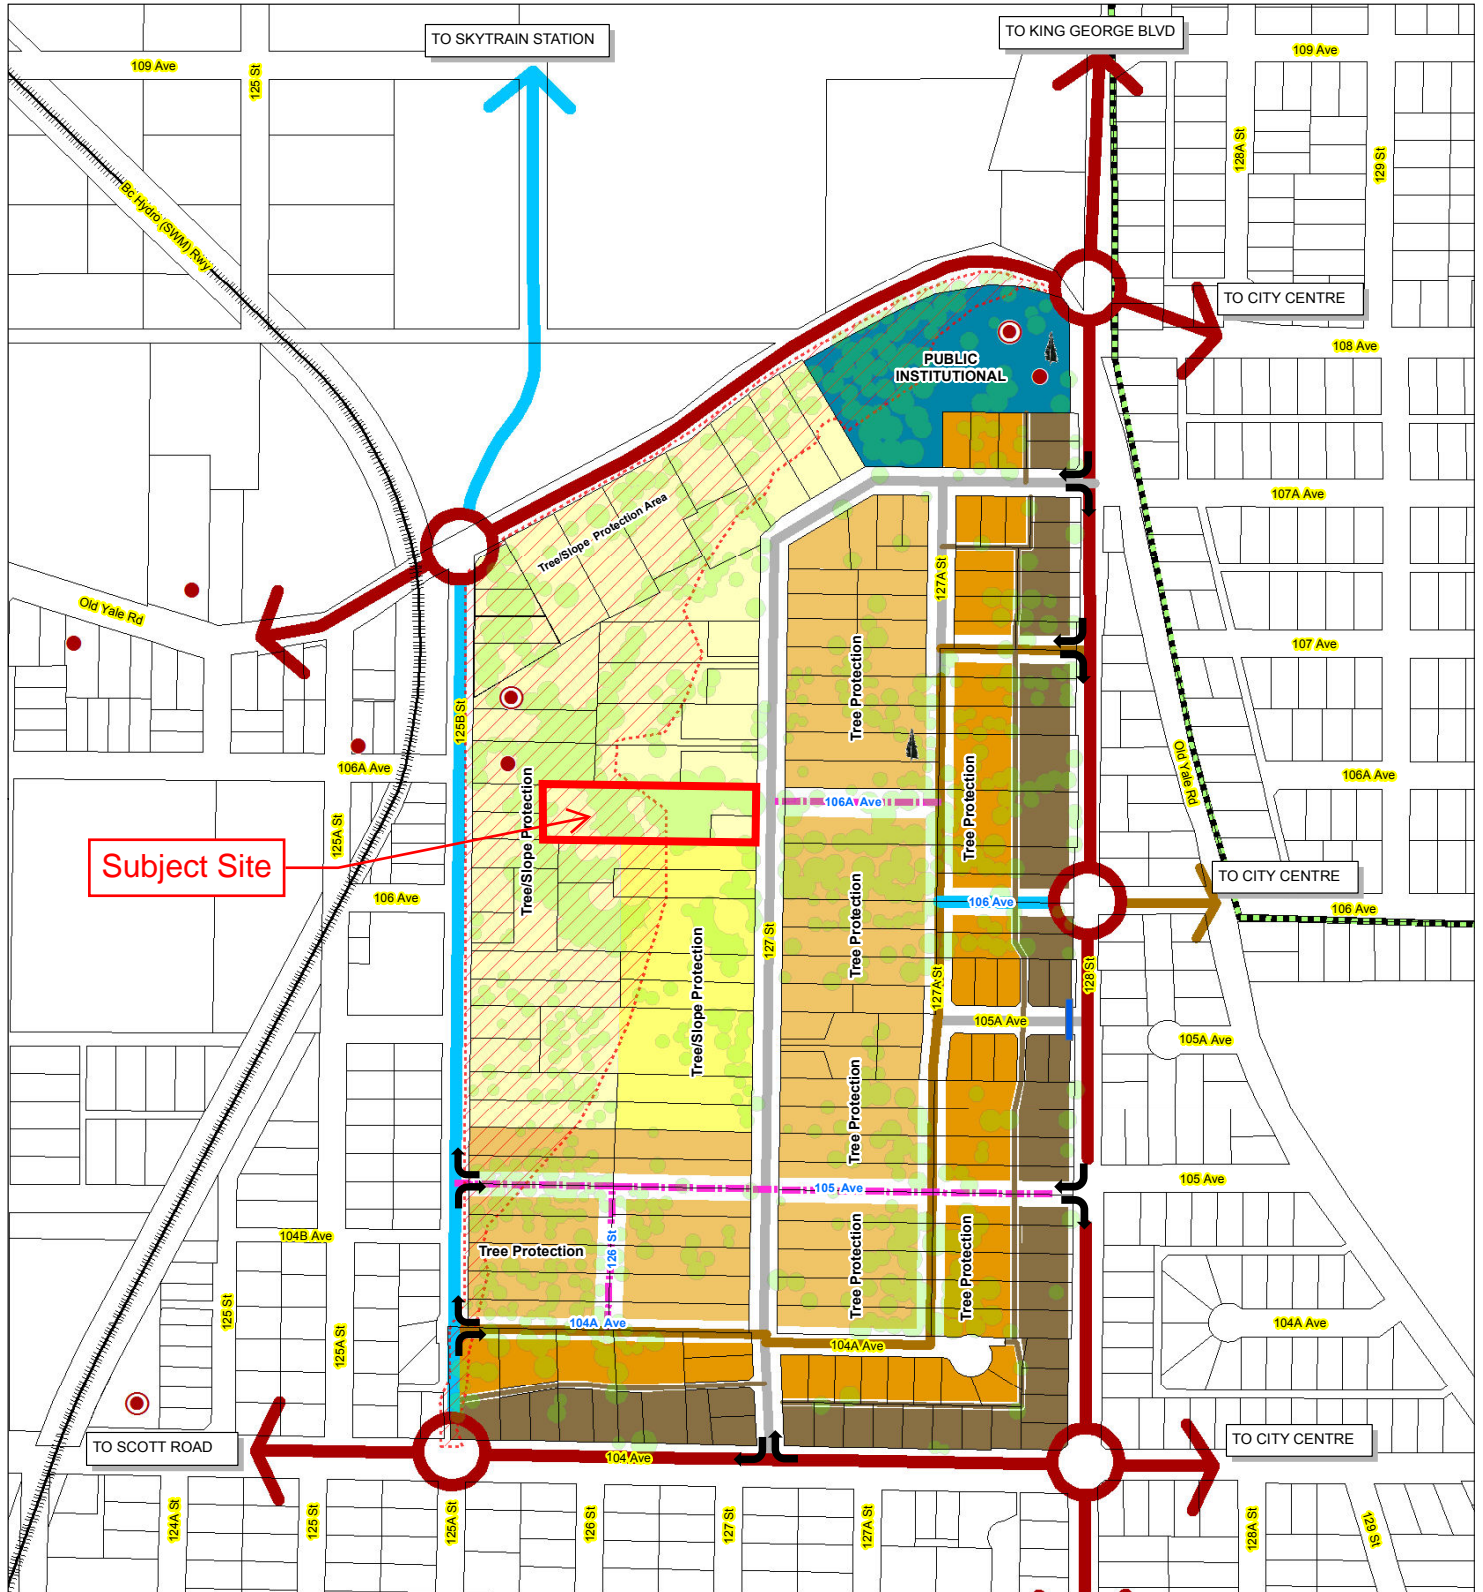 TO SKYTRAIN STATION
TO KING GEORGE BLVD
109 Ave
125 St
109 Ave
128A St
129 St
Bc Hydro (SWM) Rwy
TO CITY CENTRE
108 Ave
PUBLIC
INSTITUTIONAL
107A Ave
Tree/Slope Protection Area
127A St
Old Yale Rd
107 Ave
Tree Protection
125B St
Old Yale Rd
106A Ave
106A Ave
106A Ave
Tree Protection
125A St
Tree/Slope Protection
Subject Site
TO CITY CENTRE
106 Ave
106 Ave
106 Ave
Tree Protection
127 St
Tree/Slope Protection
127A St
128 St
105A Ave
105A Ave
Tree Protection
105 Ave
105 Ave
104B Ave
Tree Protection
126 St
Tree Protection
Tree Protection
125 St
125A St
104A Ave
104A Ave
104A Ave
TO SCOTT ROAD
104 Ave
TO CITY CENTRE
124A St
125 St
125A St
126 St
127 St
127A St
128A St
129 St